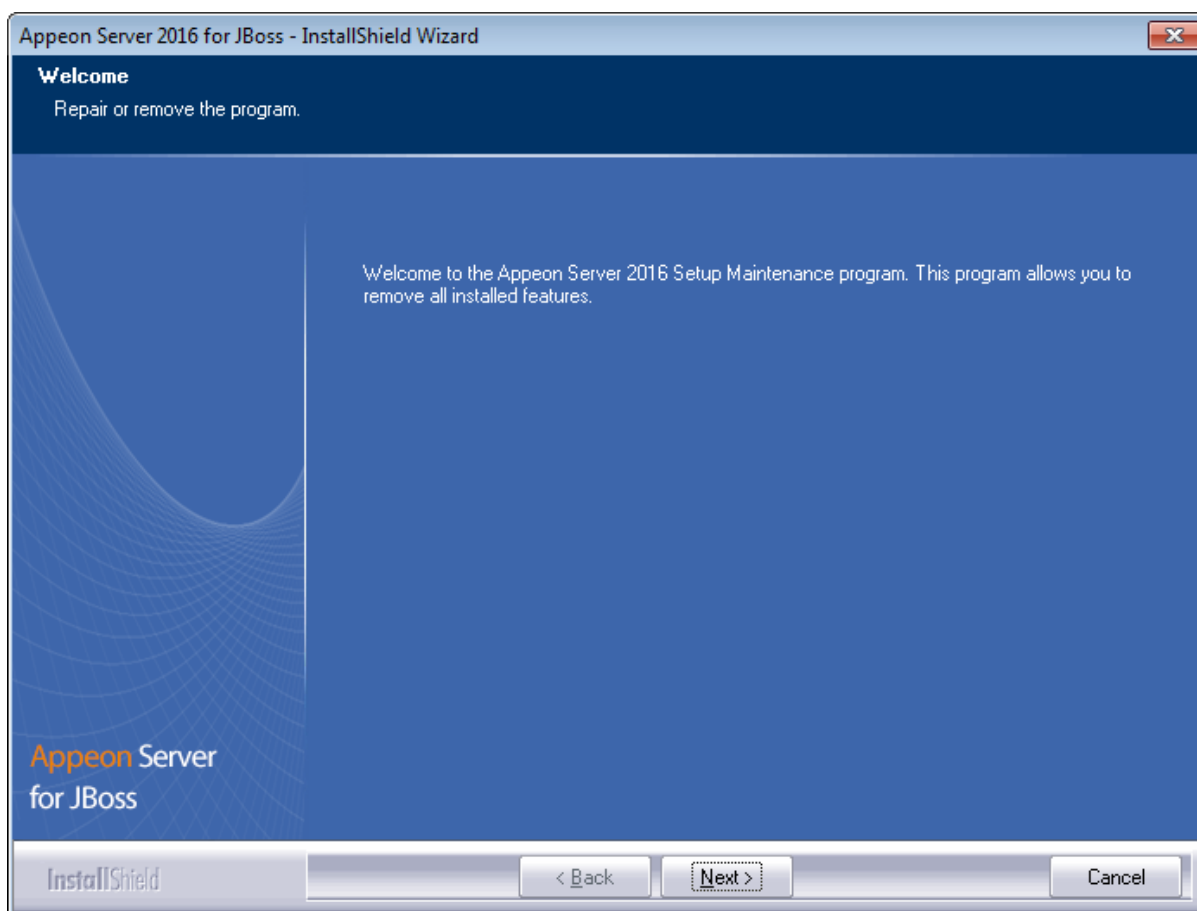 Appeon Server 2016 for JBoss - InstallShield Wizard
Welcome
Repair or remove the program.
Welcome to the Appeon Server 2016 Setup Maintenance program. This program allows you to
remove all installed features.
Appeon Server
for JBoss
InstallShield
< Back
Next >
Cancel